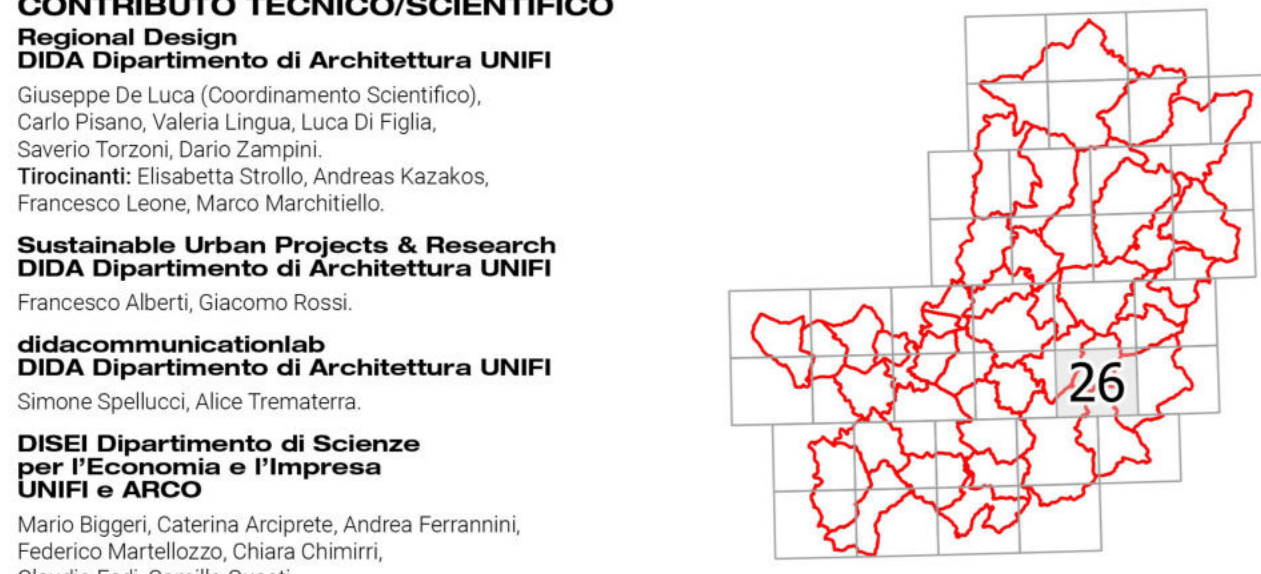 CONTRIBUTO TECNICO/SCIENTIFICO
Regional Design
DIDA Dipartimento di Architettura UNIFI
Giuseppe De Luca (Coordinamento Scientifico),
Carlo Pisano, Valeria Lingua, Luca Di Figlia,
Saverio Torzoni, Dario Zampini.
Tirocinanti: Elisabetta Strollo, Andreas Kazakos,
Francesco Leone, Marco Marchitiello.
Sustainable Urban Projects & Research
DIDA Dipartimento di Architettura UNIFI
Francesco Alberti, Giacomo Rossi.
didacommunicationlab
DIDA Dipartimento di Architettura UNIFI
Simone Spellucci, Alice Trematerra.
DISEI Dipartimento di Scienze
per l'Economia e l'Impresa
UNIFI e ARCO
Mario Biggeri, Caterina Arciprete, Andrea Ferrannini,
Federico Martellozzo, Chiara Chimirri,
26